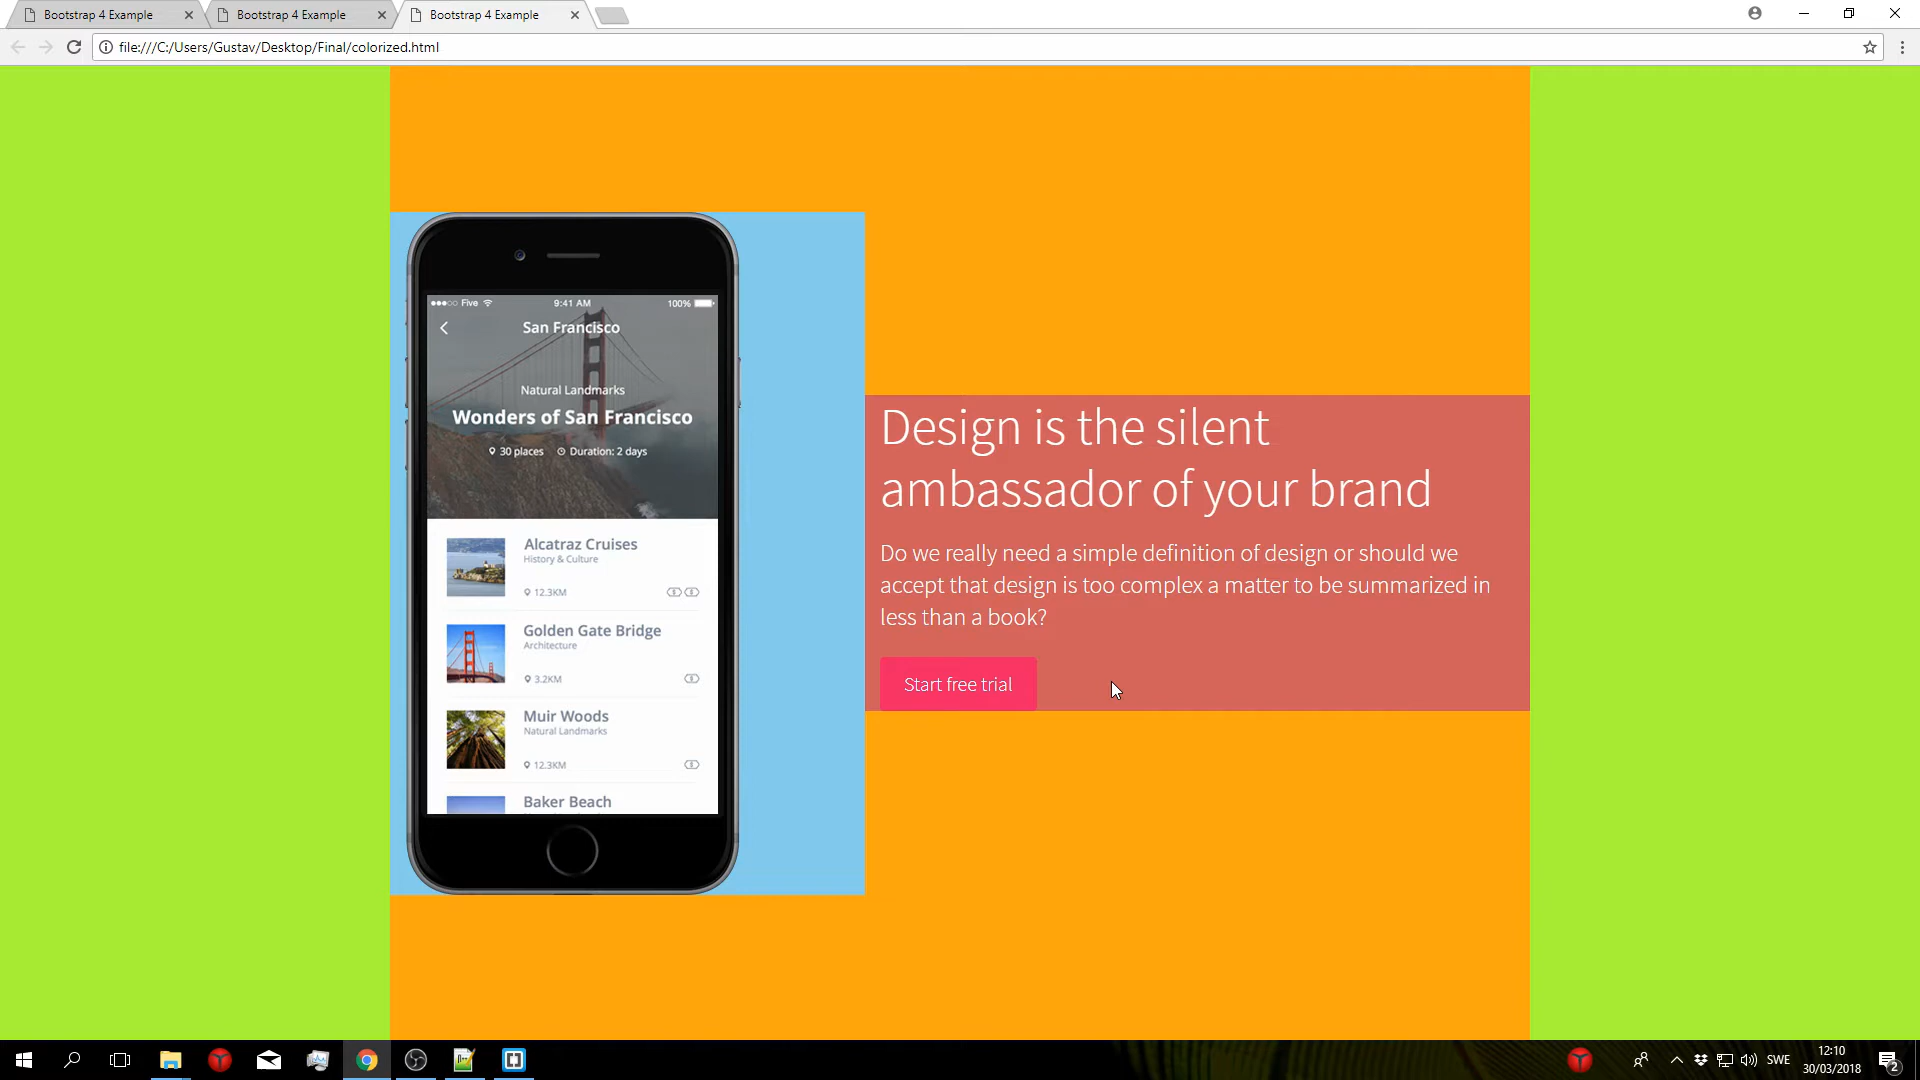 Bootstrap 4 Example
Bootstrap 4 Example
Bootstrap 4 Example
file:///C:/Users/Gustav/Desktop/Final/colorized.html
Five
9:41 AM
100%
San Francisco
Natural Landmarks
Wonders of San Francisco
30 places
Duration: 2 days
Alcatraz Cruises
History & Culture
12.3KM
Golden Gate Bridge
Architecture
3.2KM
Muir Woods
Natural Landmarks
12.3KM
Baker Beach
Design is the silent
ambassador of your brand
Do we really need a simple definition of design or should we
accept that design is too complex a matter to be summarized in
less than a book?
Start free trial
SWE
12:10
30/03/2018
2